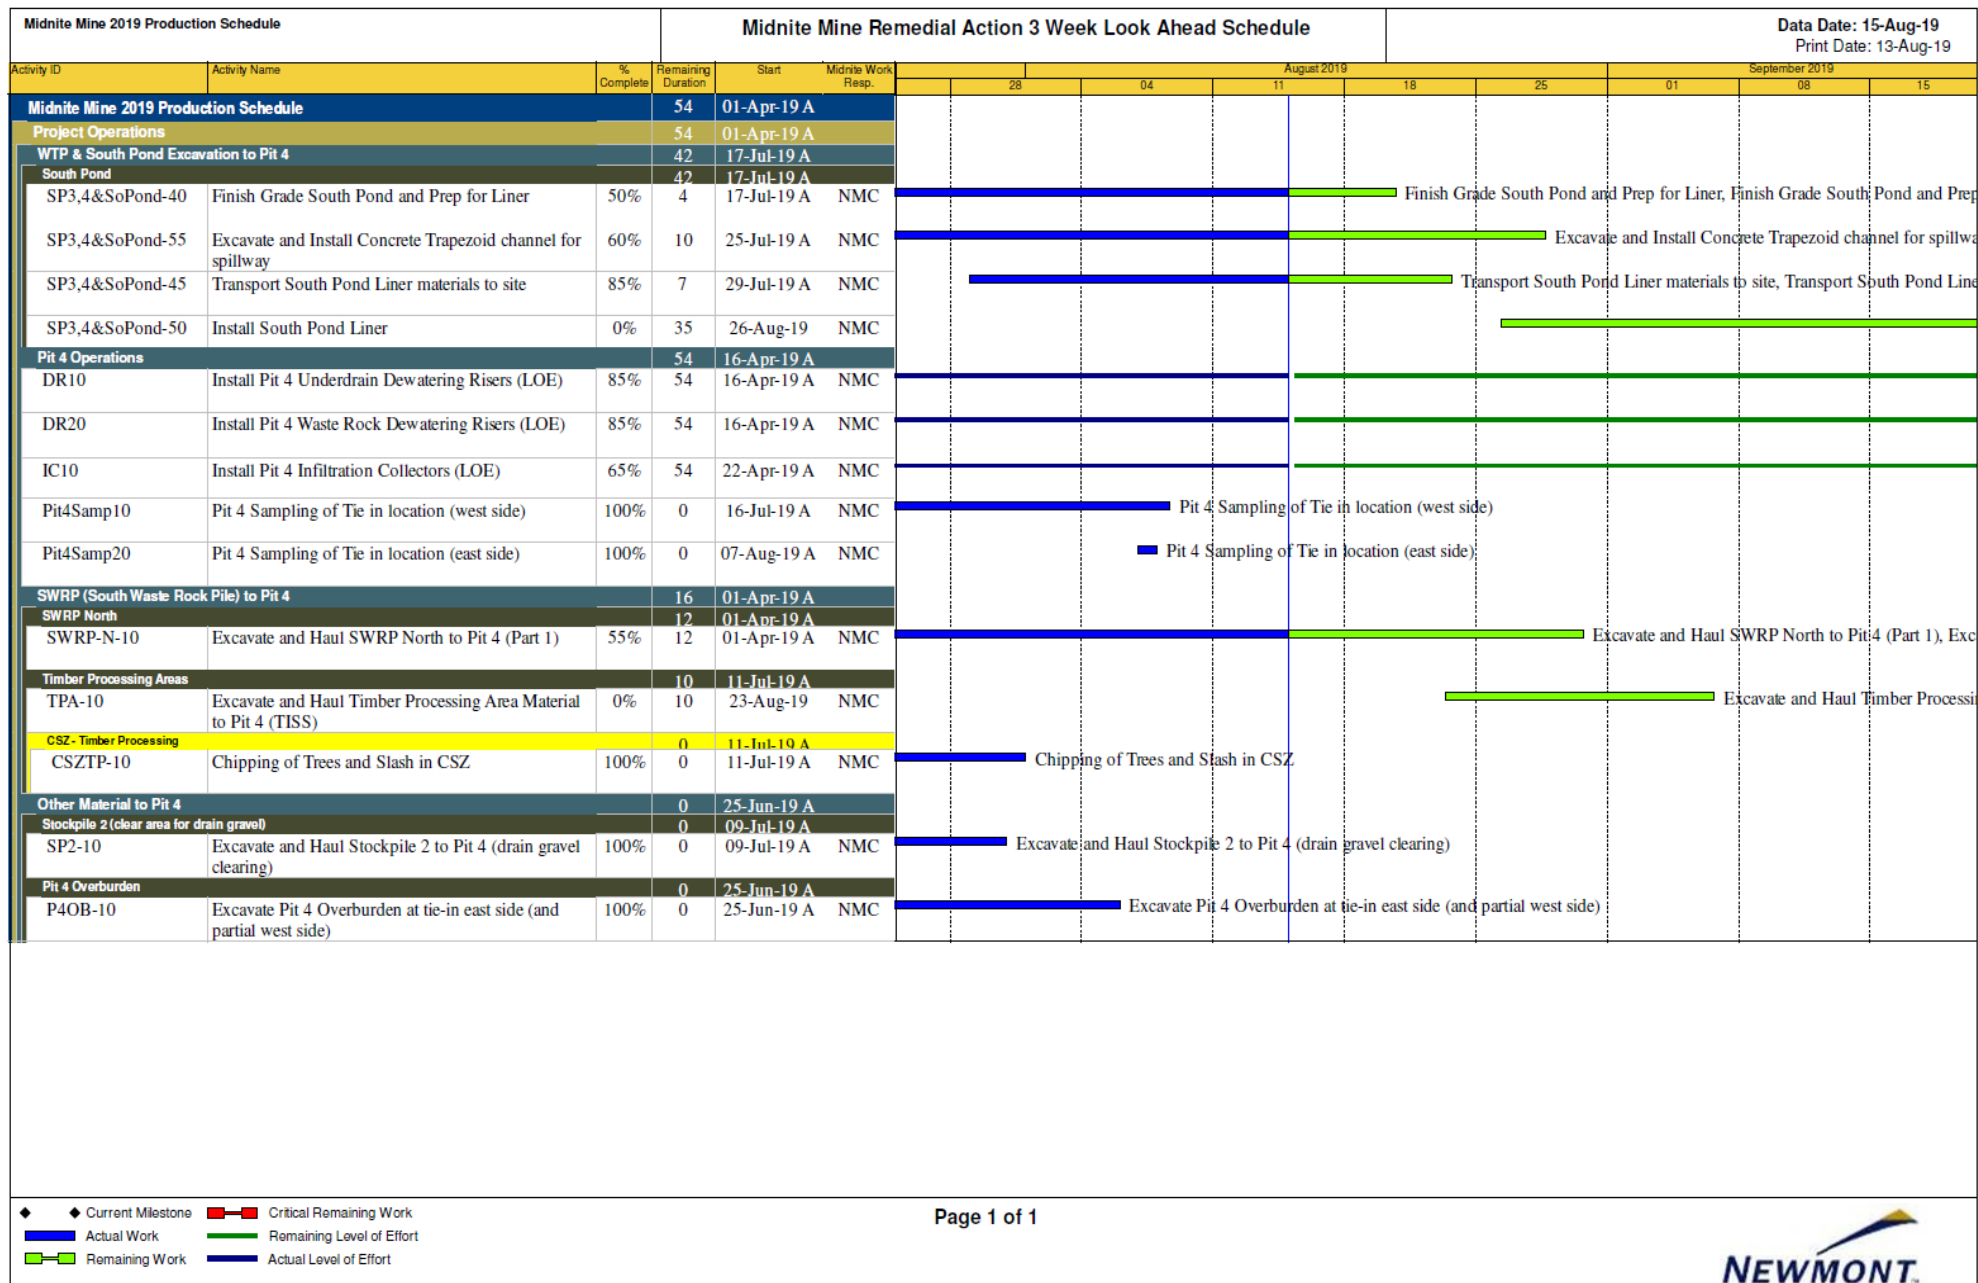 Midnite Mine 2019 Production Schedule
Midnite Mine Remedial Action 3 Week Look Ahead Schedule
Data Date: 15-Aug-19
Print Date: 13-Aug-19
Activity ID Activity Name % Complete Remaining Duration Start Midnite Work Resp. August 2019 September 2019
28 04 11 18 25 01 08 15
Midnite Mine 2019 Production Schedule 54 01-Apr-19 A
Project Operations 54 01-Apr-19 A
WTP & South Pond Excavation to Pit 4 42 17-Jul-19 A
South Pond 42 17-Jul-19 A
SP3,4&SoPond-40 Finish Grade South Pond and Prep for Liner 50% 4 17-Jul-19 A NMC Finish Grade South Pond and Prep for Liner, Finish Grade South Pond and Prep
SP3,4&SoPond-55 Excavate and Install Concrete Trapezoid channel for spillway 60% 10 25-Jul-19 A NMC Excavate and Install Concrete Trapezoid channel for spillwa
SP3,4&SoPond-45 Transport South Pond Liner materials to site 85% 7 29-Jul-19 A NMC Transport South Pond Liner materials to site, Transport South Pond Line
SP3,4&SoPond-50 Install South Pond Liner 0% 35 26-Aug-19 NMC
Pit 4 Operations 54 16-Apr-19 A
DR10 Install Pit 4 Underdrain Dewatering Risers (LOE) 85% 54 16-Apr-19 A NMC
DR20 Install Pit 4 Waste Rock Dewatering Risers (LOE) 85% 54 16-Apr-19 A NMC
IC10 Install Pit 4 Infiltration Collectors (LOE) 65% 54 22-Apr-19 A NMC
Pit4Samp10 Pit 4 Sampling of Tie in location (west side) 100% 0 16-Jul-19 A NMC Pit 4 Sampling of Tie in location (west side)
Pit4Samp20 Pit 4 Sampling of Tie in location (east side) 100% 0 07-Aug-19 A NMC Pit 4 Sampling of Tie in location (east side)
SWRP (South Waste Rock Pile) to Pit 4 16 01-Apr-19 A
SWRP North 12 01-Apr-19 A
SWRP-N-10 Excavate and Haul SWRP North to Pit 4 (Part 1) 55% 12 01-Apr-19 A NMC Excavate and Haul SWRP North to Pit 4 (Part 1), Exc
Timber Processing Areas 10 11-Jul-19 A
TPA-10 Excavate and Haul Timber Processing Area Material to Pit 4 (TISS) 0% 10 23-Aug-19 NMC Excavate and Haul Timber Processi
CSZ - Timber Processing 0 11-Jul-19 A
CSZTP-10 Chipping of Trees and Slash in CSZ 100% 0 11-Jul-19 A NMC Chipping of Trees and Slash in CSZ
Other Material to Pit 4 0 25-Jun-19 A
Stockpile 2 (clear area for drain gravel) 0 09-Jul-19 A
SP2-10 Excavate and Haul Stockpile 2 to Pit 4 (drain gravel clearing) 100% 0 09-Jul-19 A NMC Excavate and Haul Stockpile 2 to Pit 4 (drain gravel clearing)
Pit 4 Overburden 0 25-Jun-19 A
P4OB-10 Excavate Pit 4 Overburden at tie-in east side (and partial west side) 100% 0 25-Jun-19 A NMC Excavate Pit 4 Overburden at tie-in east side (and partial west side)
Current Milestone Critical Remaining Work
Actual Work Remaining Level of Effort
Remaining Work Actual Level of Effort
Page 1 of 1
NEWMONT™